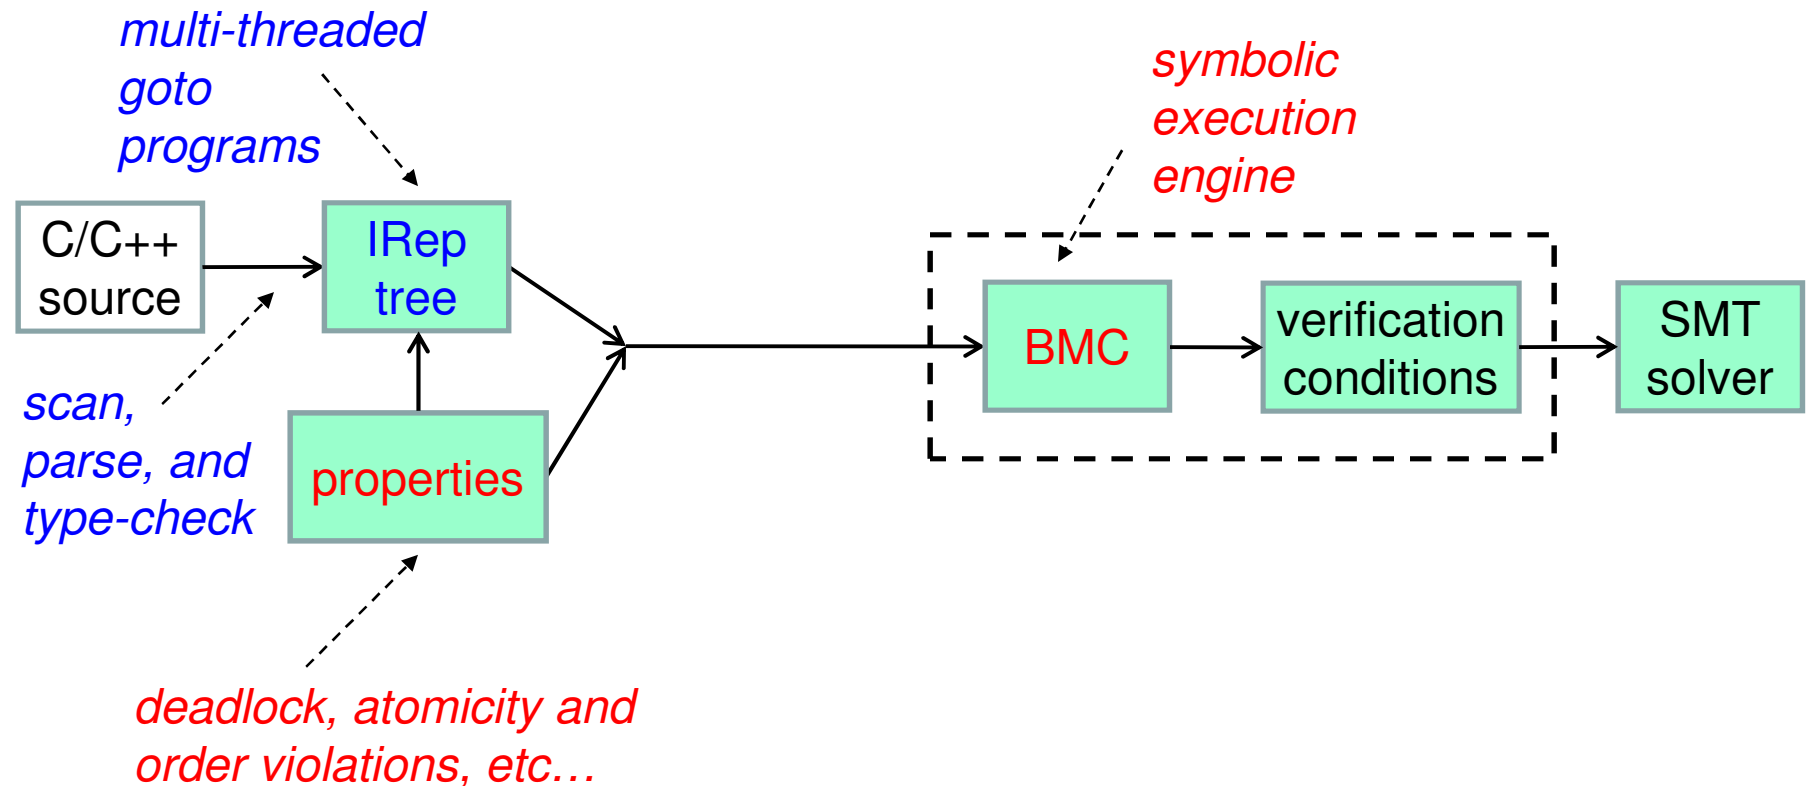 multi-threaded
goto
programs
symbolic
execution
engine
C/C++
source
IRep
tree
BMC
verification
conditions
SMT
solver
scan,
parse, and
type-check
properties
deadlock, atomicity and
order violations, etc…